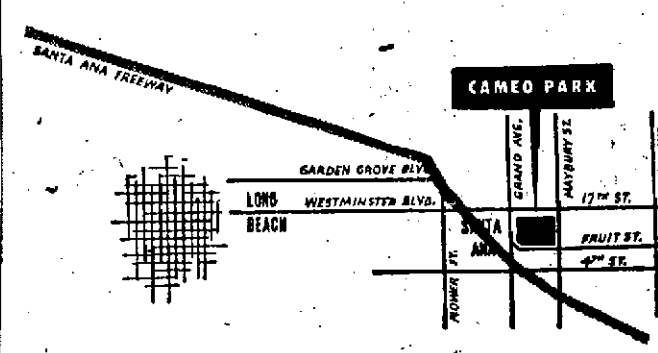 SANTA ANA FREEWAY
CAMEO PARK
GRAND AVE.
MAYBURY ST.
GARDEN GROVE BLVD.
LONG BEACH
WESTMINSTER BLVD.
17TH ST.
SANTA ANA
FRUIT ST.
4TH ST.
FLOWER ST.